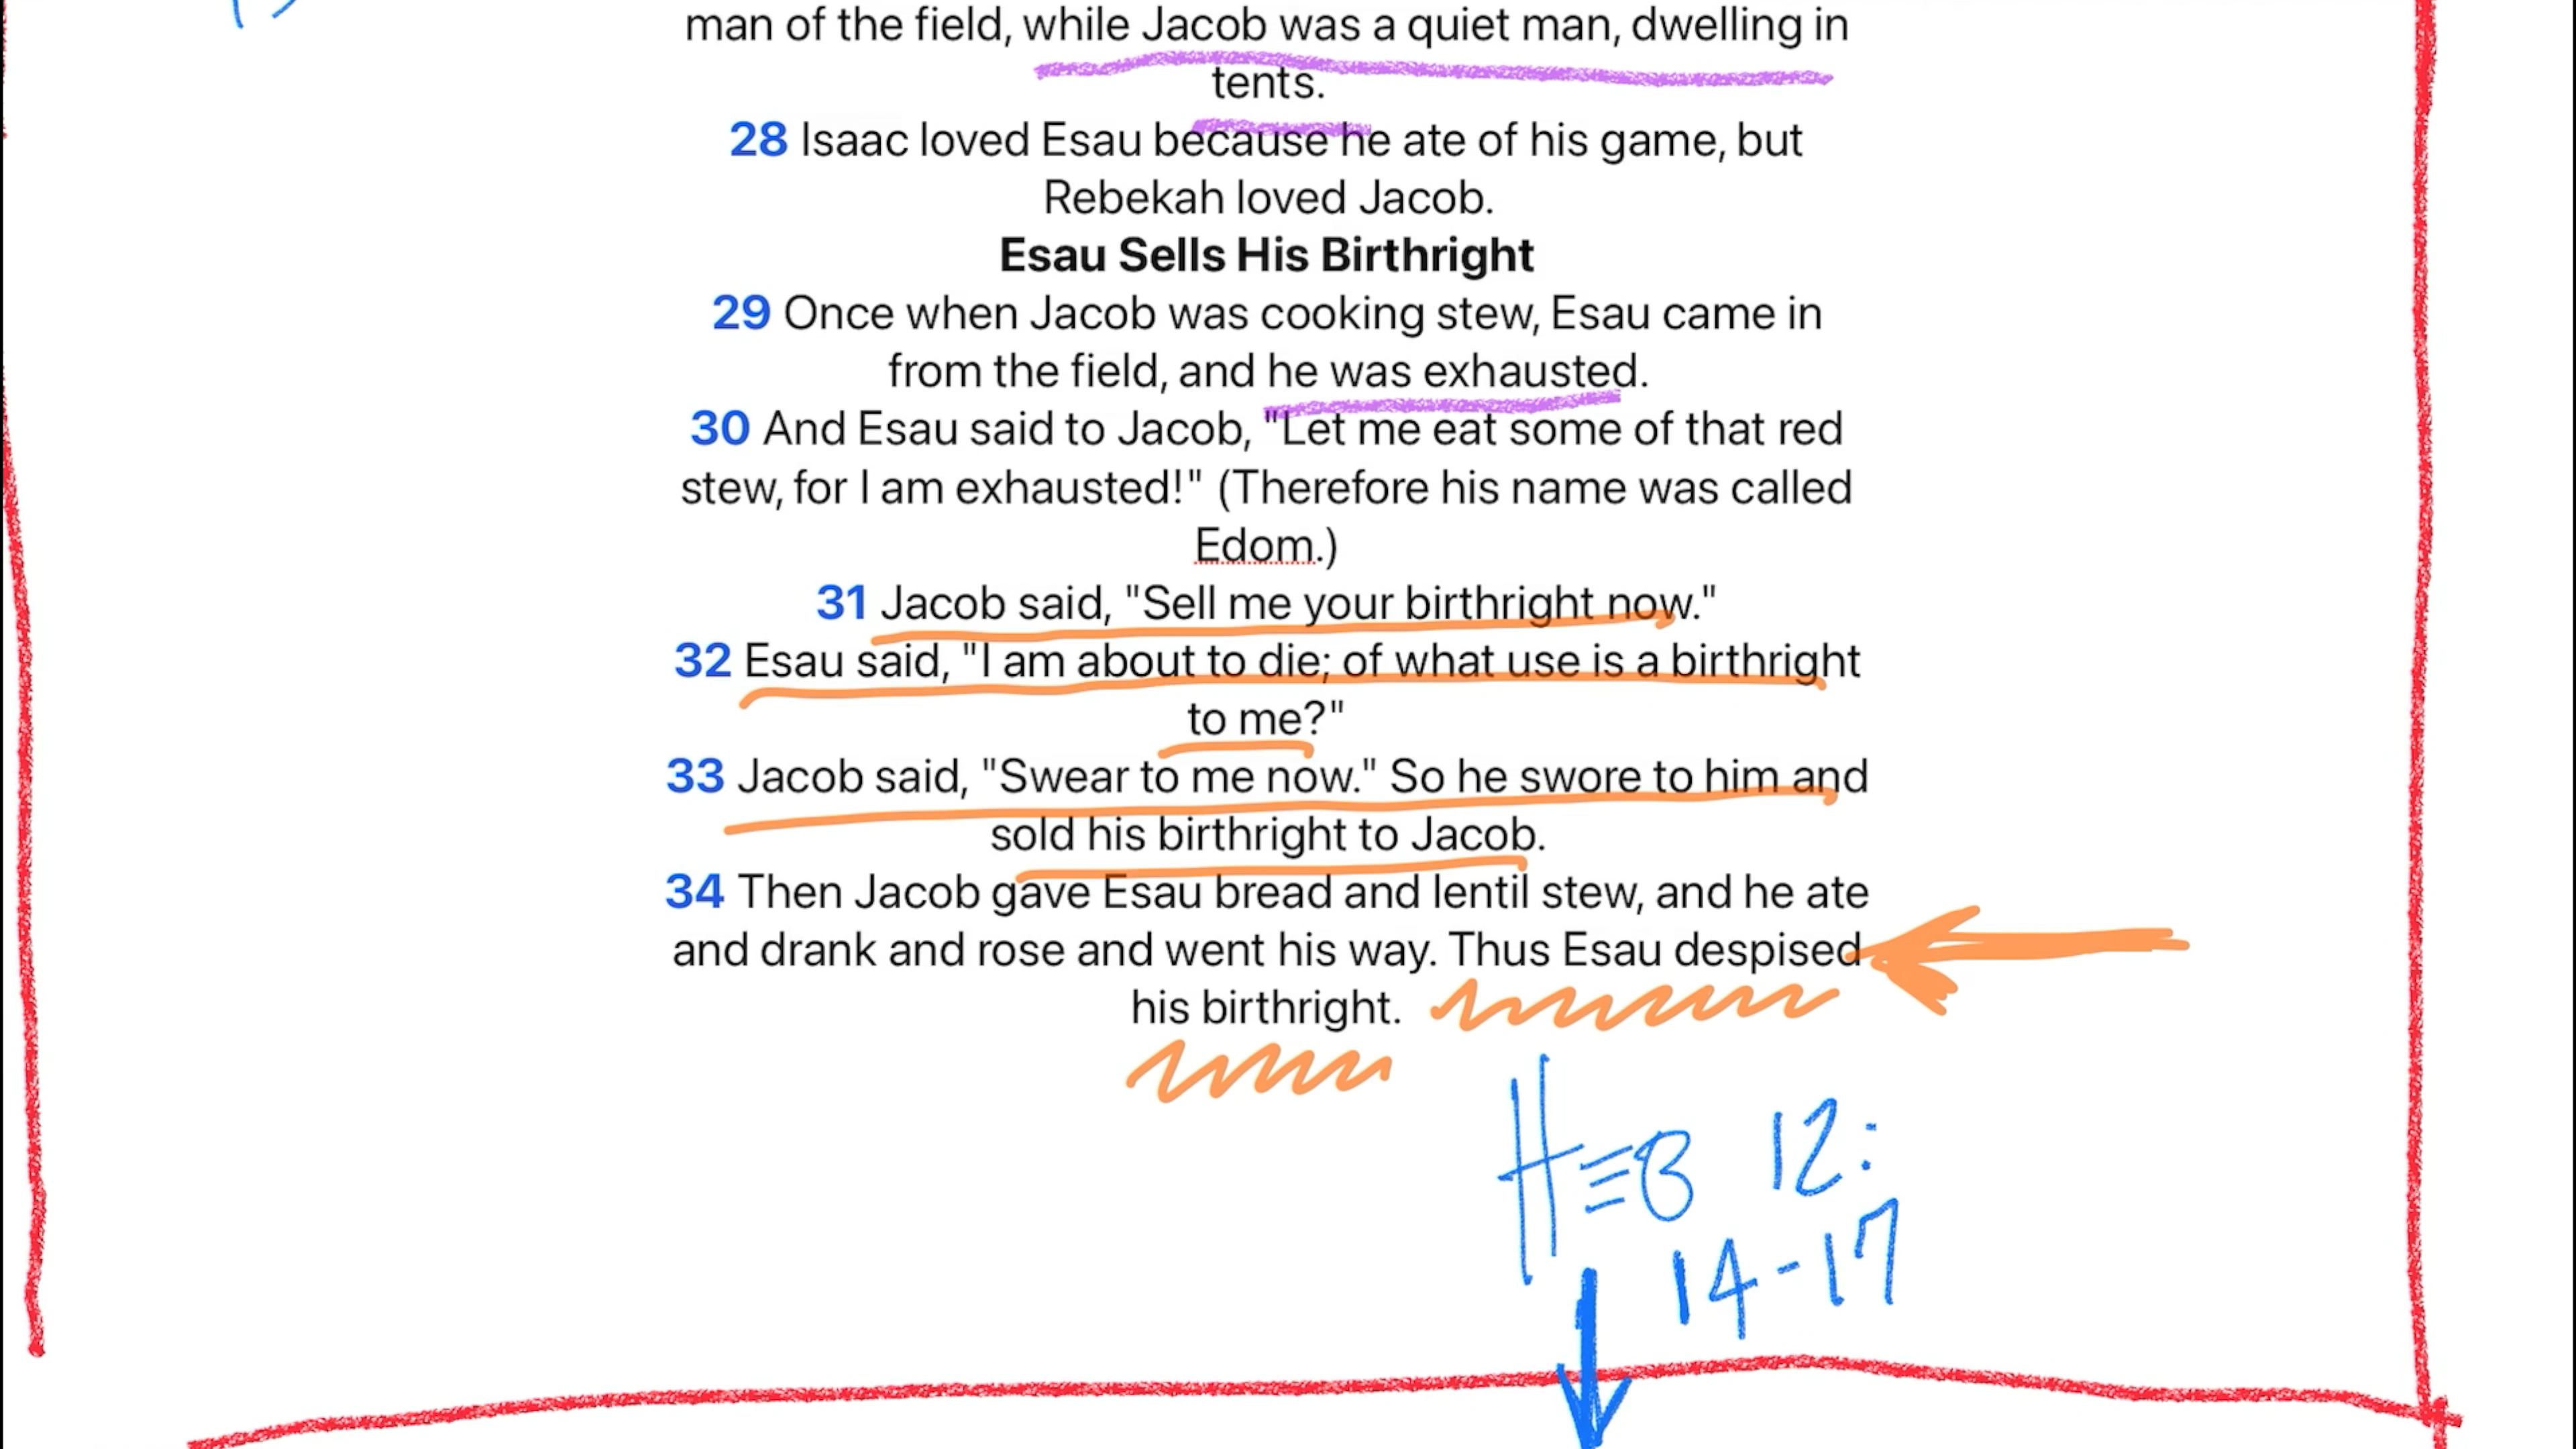 man of the field, while Jacob was a quiet man, dwelling in
tents.
28 Isaac loved Esau because he ate of his game, but
Rebekah loved Jacob.
Esau Sells His Birthright
29 Once when Jacob was cooking stew, Esau came in
from the field, and he was exhausted.
30 And Esau said to Jacob, "Let me eat some of that red
stew, for I am exhausted!" (Therefore his name was called
Edom.)
31 Jacob said, "Sell me your birthright now."
32 Esau said, "I am about to die; of what use is a birthright
to me?"
33 Jacob said, "Swear to me now." So he swore to him and
sold his birthright to Jacob.
34 Then Jacob gave Esau bread and lentil stew, and he ate
and drank and rose and went his way. Thus Esau despised
his birthright.
HEB 12:
14-17